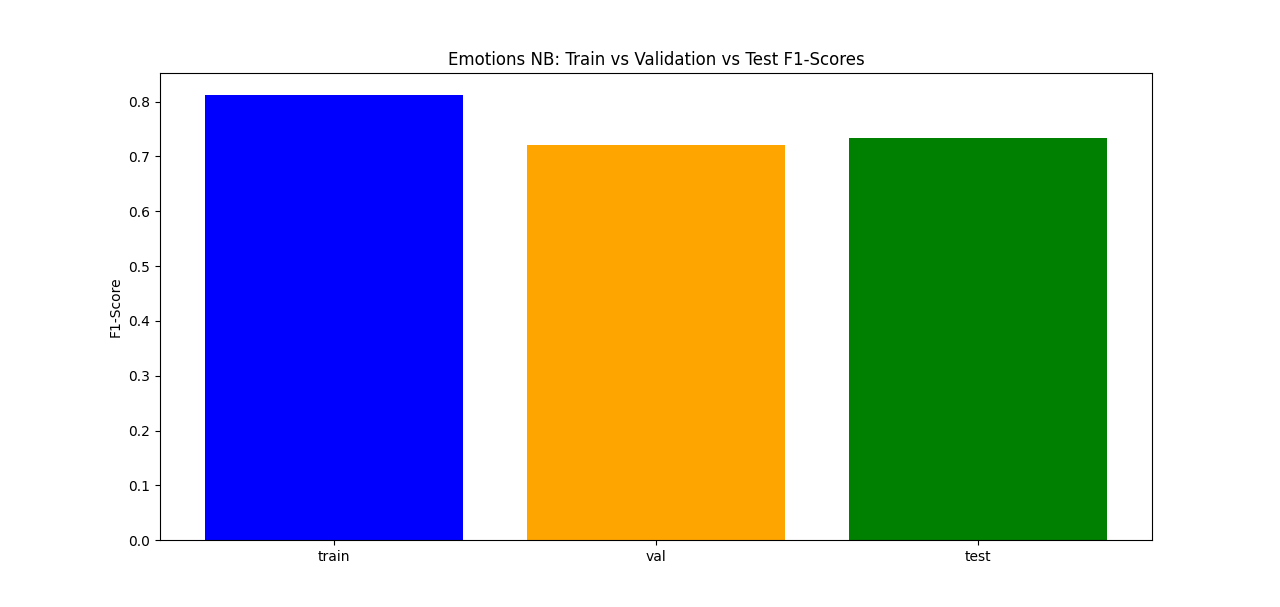 Emotions NB: Train vs Validation vs Test F1-Scores
F1-Score
0.8
0.7
0.6
0.5
0.4
0.3
0.2
0.1
0.0
train
val
test